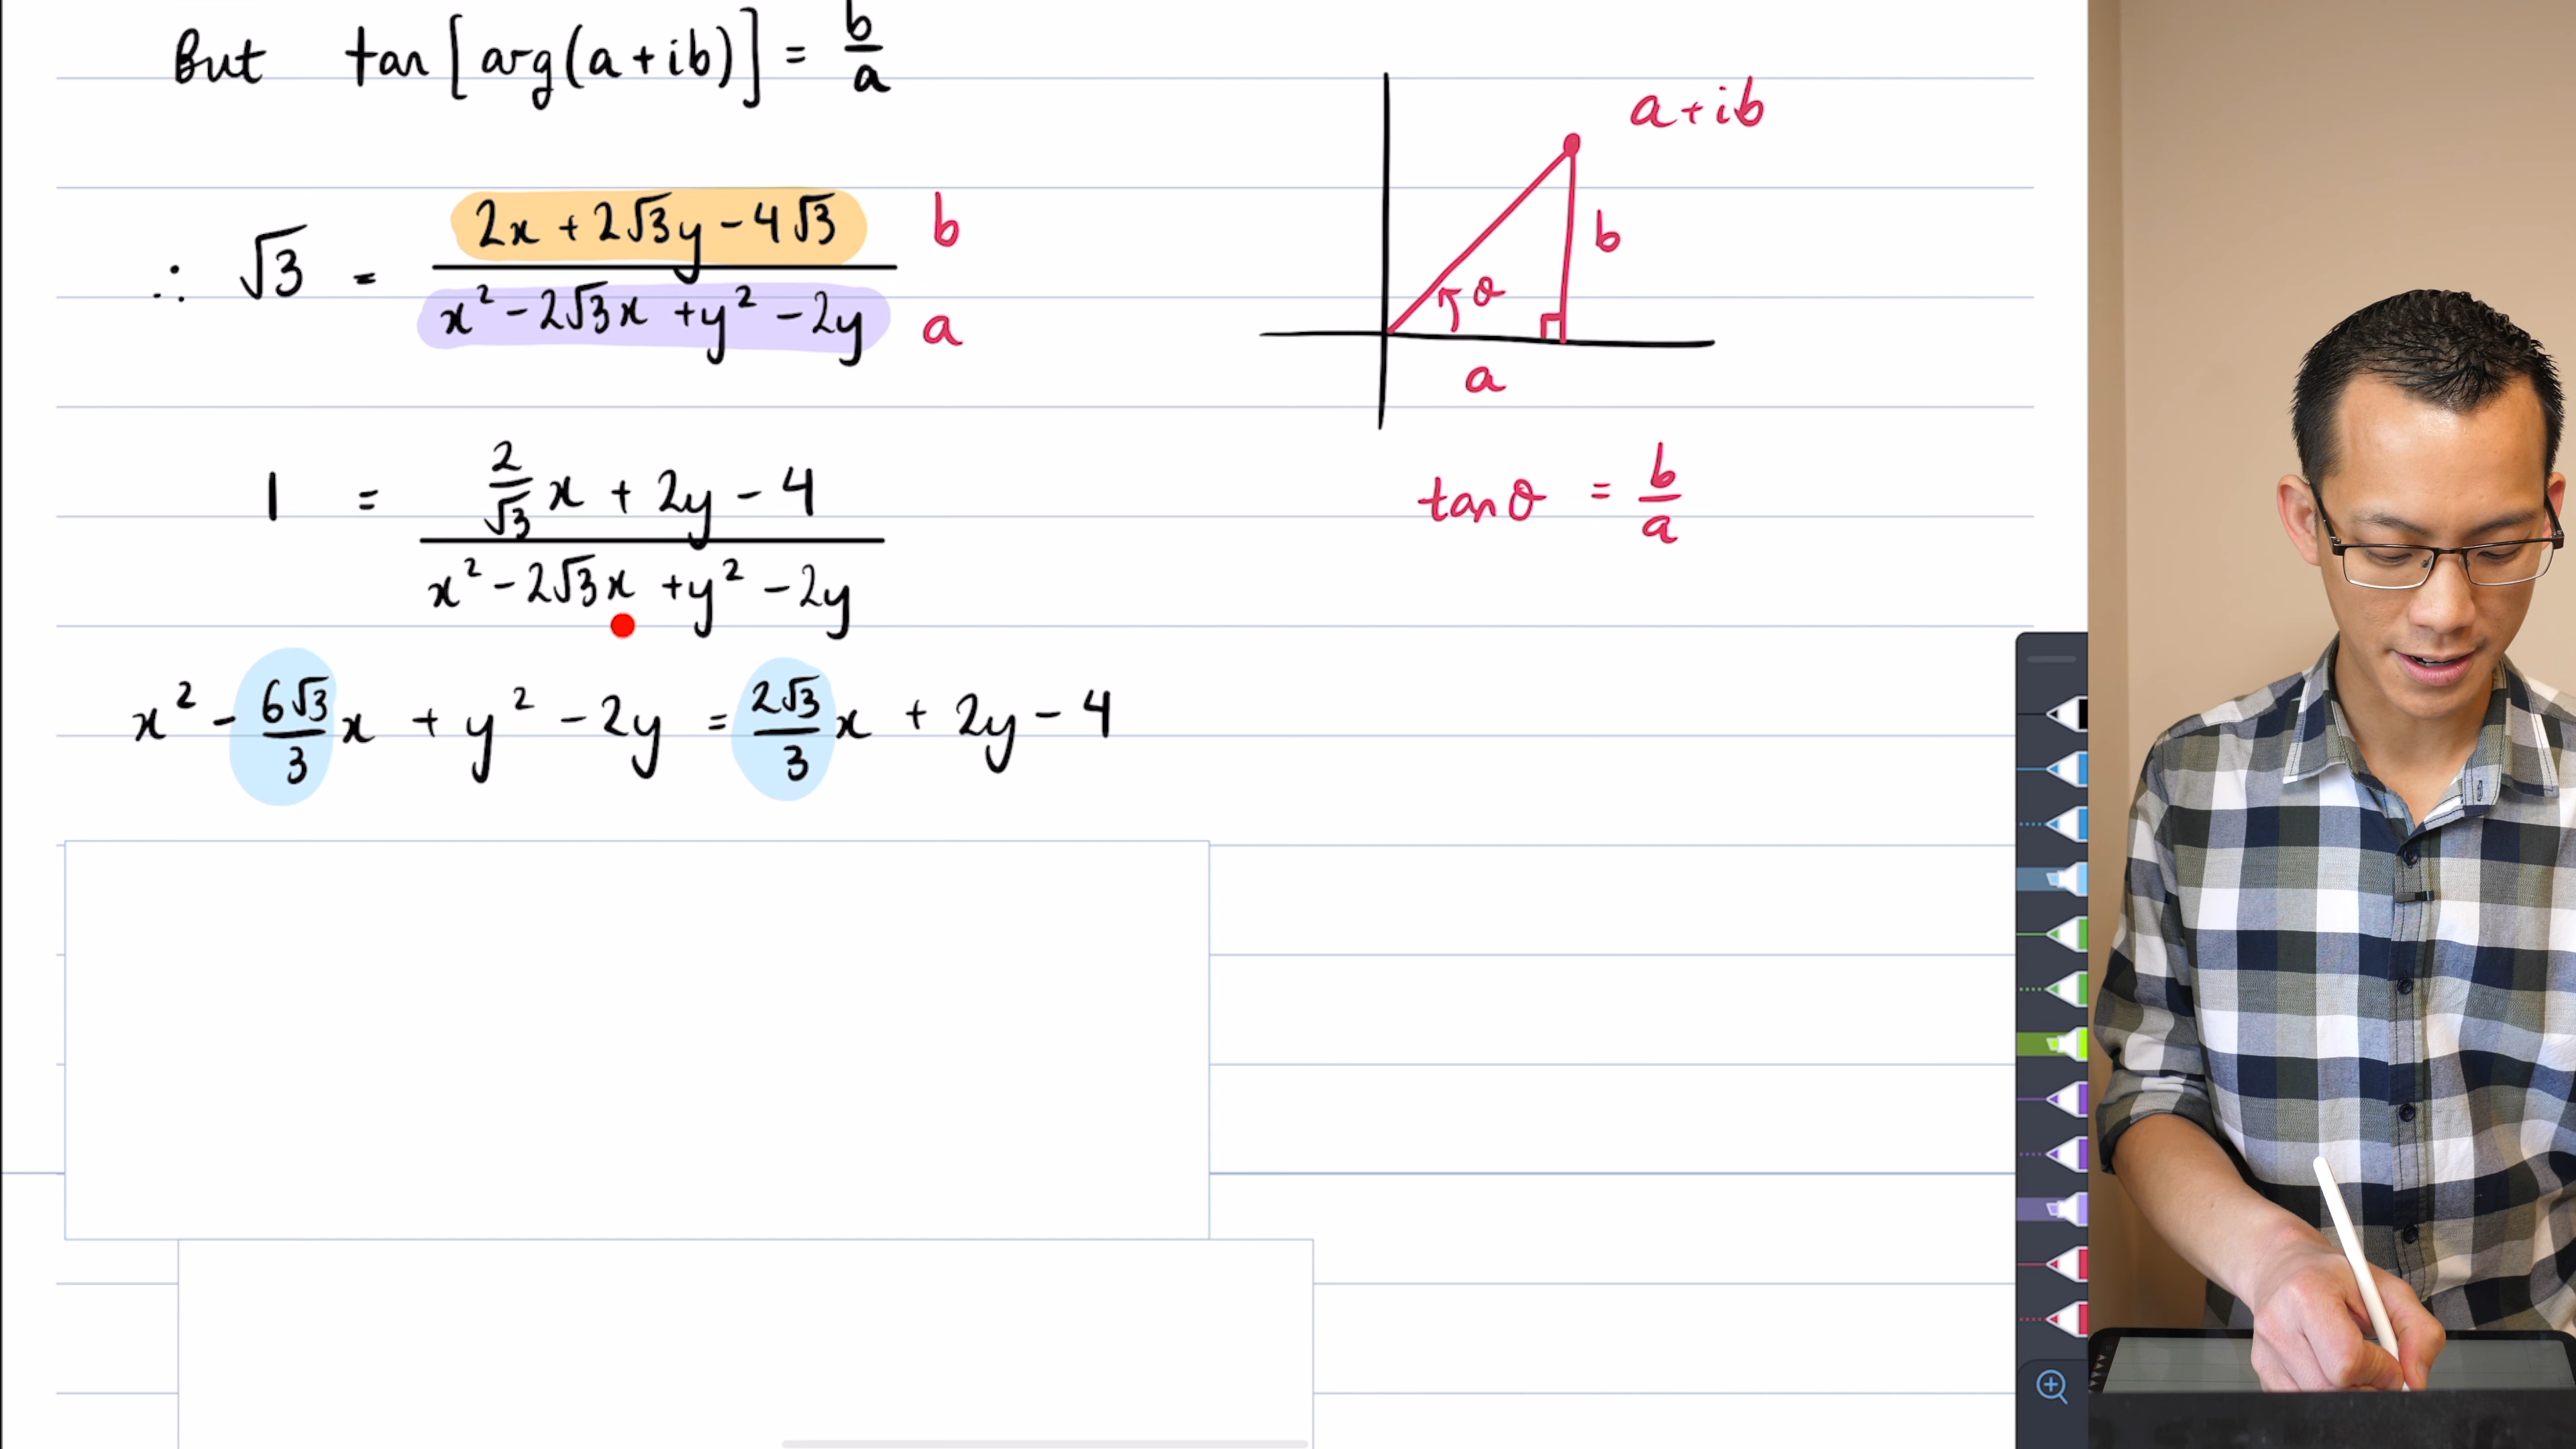 But tan[arg(a+ib)] = b/a
a+ib
b
θ
a
∴ √3 = (2x + 2√3y - 4√3)/(x² - 2√3x + y² - 2y)
b
a
1 = (2/√3 x + 2y - 4)/(x² - 2√3x + y² - 2y)
tanθ = b/a
x² - 6√3/3 x + y² - 2y = 2√3/3 x + 2y - 4